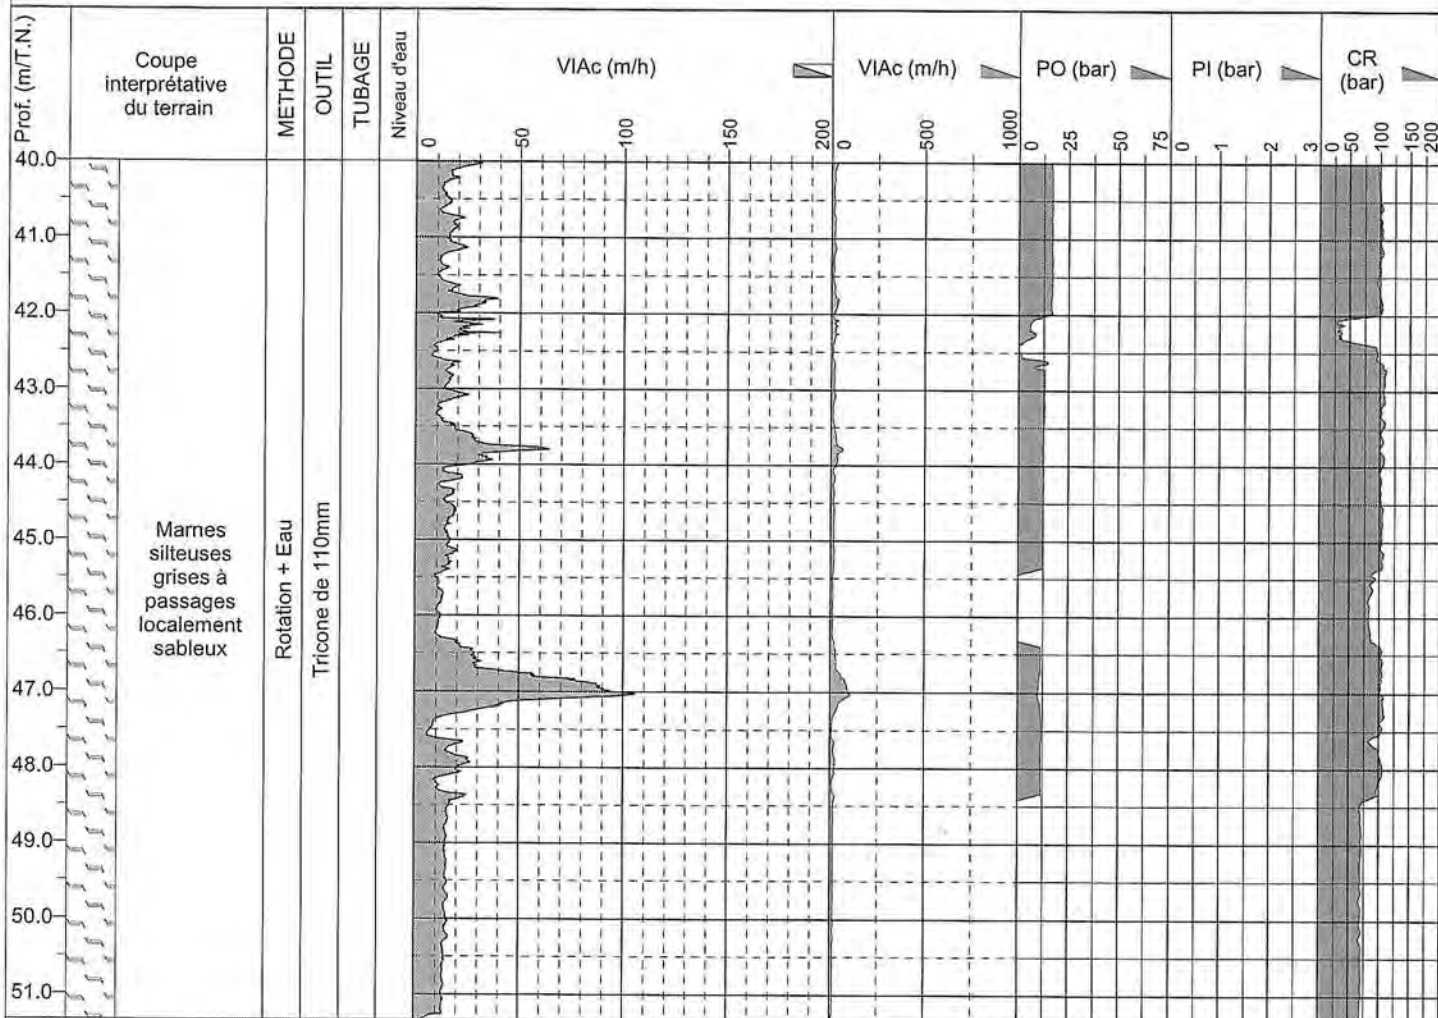 Prof. (m/T.N.)
Coupe
interprétative
du terrain
METHODE
OUTIL
TUBAGE
Niveau d'eau
VIAc (m/h)
VIAc (m/h)
PO (bar)
PI (bar)
CR
(bar)
0 50 100 150 200
0 500 1000
0 25 50 75
0 1 2 3
0 50 100 150 200
40.0
41.0
42.0
43.0
44.0
45.0
46.0
47.0
48.0
49.0
50.0
51.0
Marnes
silteuses
grises à
passages
localement
sableux
Rotation + Eau
Tricone de 110mm